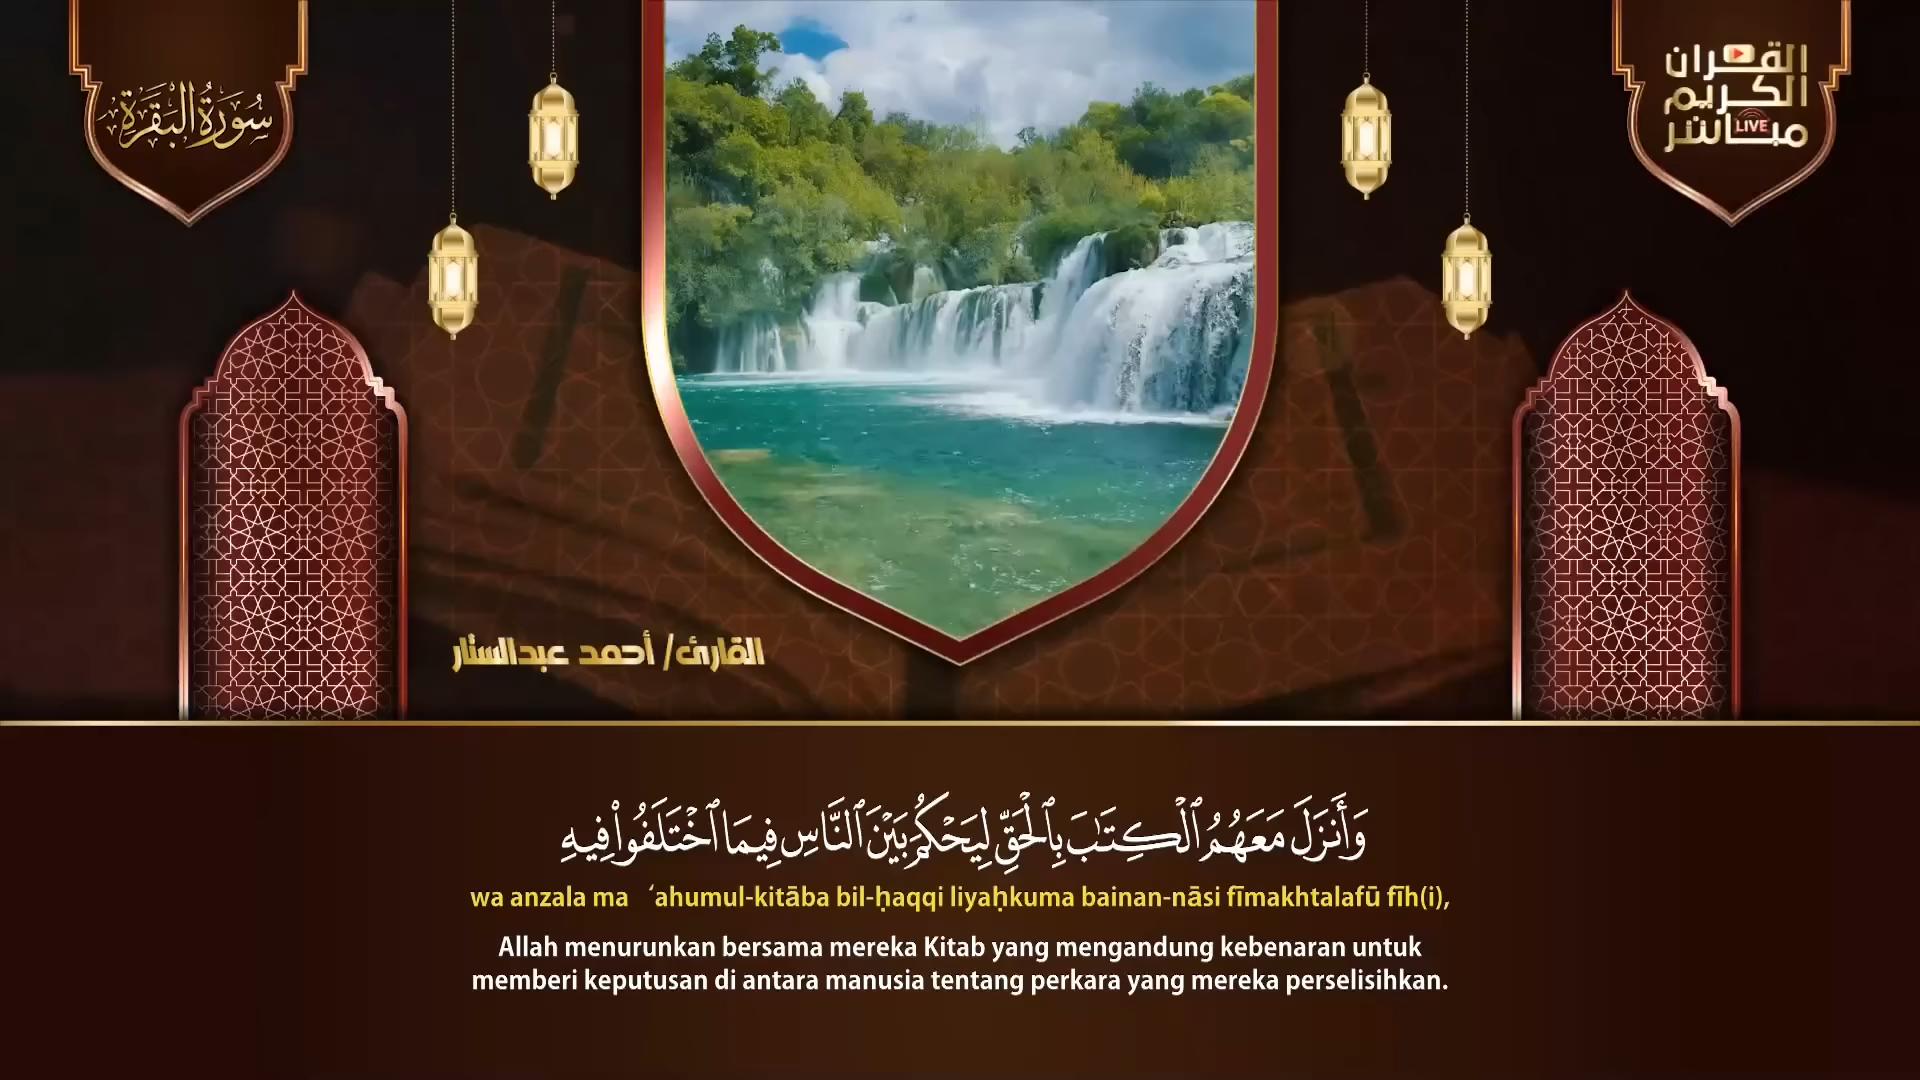 سُورَةُ البَقَرَةِ
القرآن
الكريم
مباشر
LIVE
القارئ/ أحمد عبدالستار
وَأَنزَلَ مَعَهُمُ ٱلْكِتَٰبَ بِٱلْحَقِّ لِيَحْكُمَ بَيْنَ ٱلنَّاسِ فِيمَا ٱخْتَلَفُوا۟ فِيهِ
wa anzala ma ‘ahumul-kitāba bil-ḥaqqi liyaḥkuma bainan-nāsi fīmakhtalafū fīh(i),
Allah menurunkan bersama mereka Kitab yang mengandung kebenaran untuk
memberi keputusan di antara manusia tentang perkara yang mereka perselisihkan.